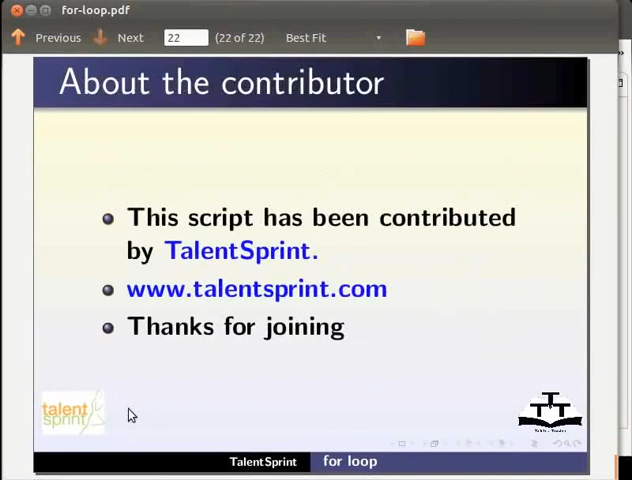 for-loop.pdf
Previous Next 22 (22 of 22) Best Fit
About the contributor
This script has been contributed
by TalentSprint.
www.talentsprint.com
Thanks for joining
talent
sprint
TalentSprint for loop